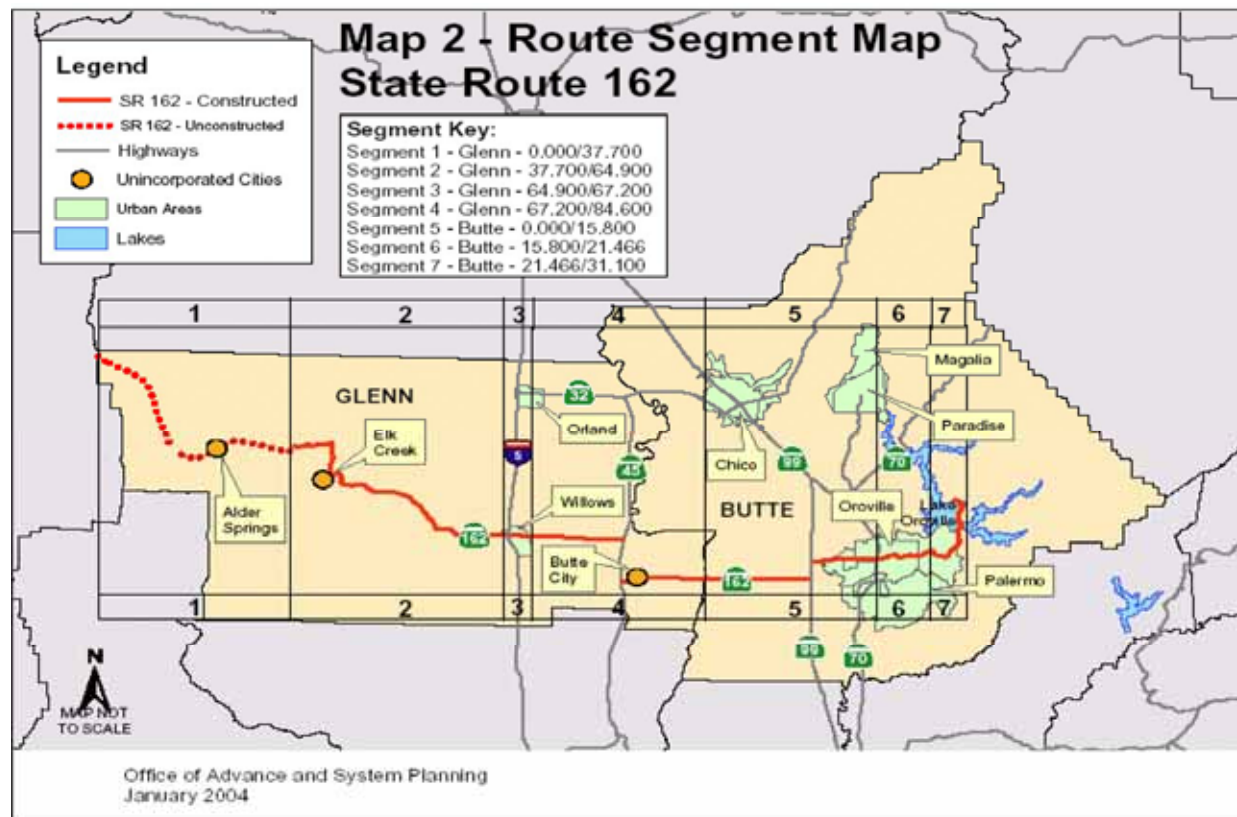 Map 2 - Route Segment Map
State Route 162
Legend
SR 162 - Constructed
SR 162 - Unconstructed
Highways
Unincorporated Cities
Urban Areas
Lakes
Segment Key:
Segment 1 - Glenn - 0.000/37.700
Segment 2 - Glenn - 37.700/64.900
Segment 3 - Glenn - 64.900/67.200
Segment 4 - Glenn - 67.200/84.600
Segment 5 - Butte - 0.000/15.800
Segment 6 - Butte - 15.800/21.466
Segment 7 - Butte - 21.466/31.100
1 2 3 4 5 6 7
Magalia
GLENN
32
Elk
Creek
Orland
Paradise
5
45
Chico
99
70
Alder
Springs
Willows
BUTTE
Oroville
Lake
Oroville
162
Butte
City
162
Palermo
1 2 3 4 5 6 7
99
70
N
MAP NOT
TO SCALE
Office of Advance and System Planning
January 2004